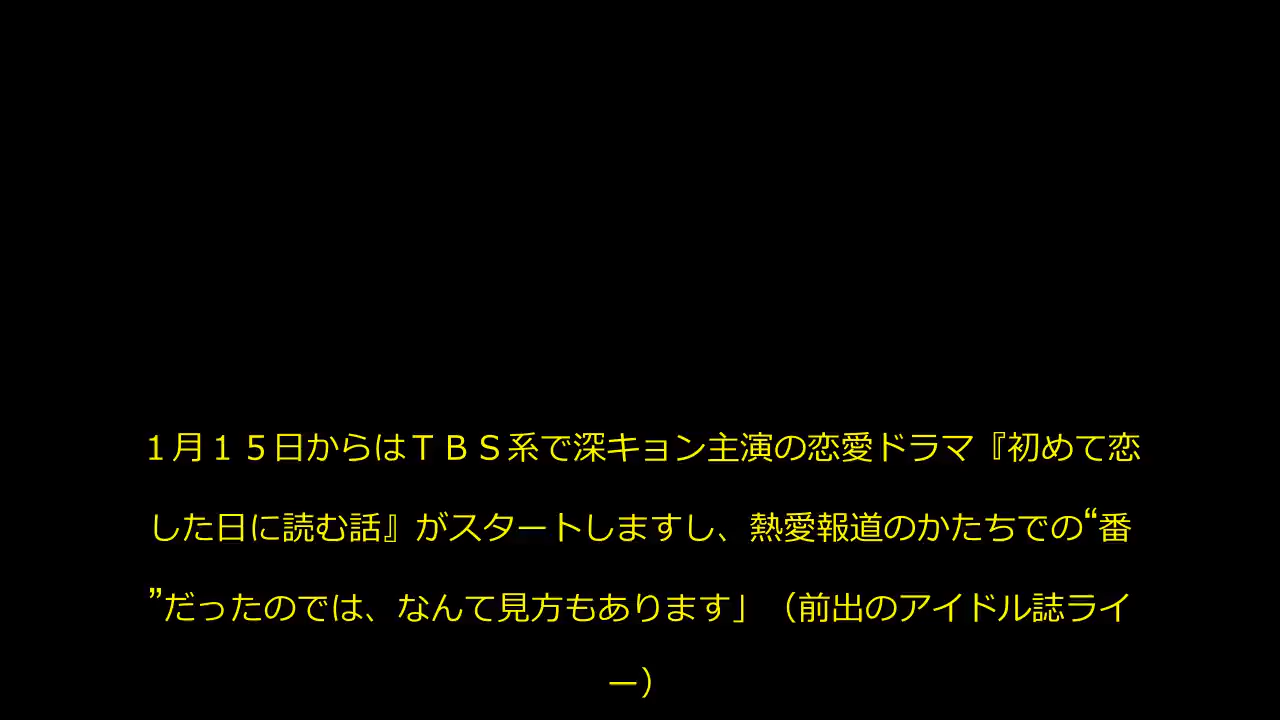 １月１５日からはＴＢＳ系で深キョン主演の恋愛ドラマ『初めて恋
した日に読む話』がスタートしますし、熱愛報道のかたちでの“番
”だったのでは、なんて見方もあります」（前出のアイドル誌ライ
ー）